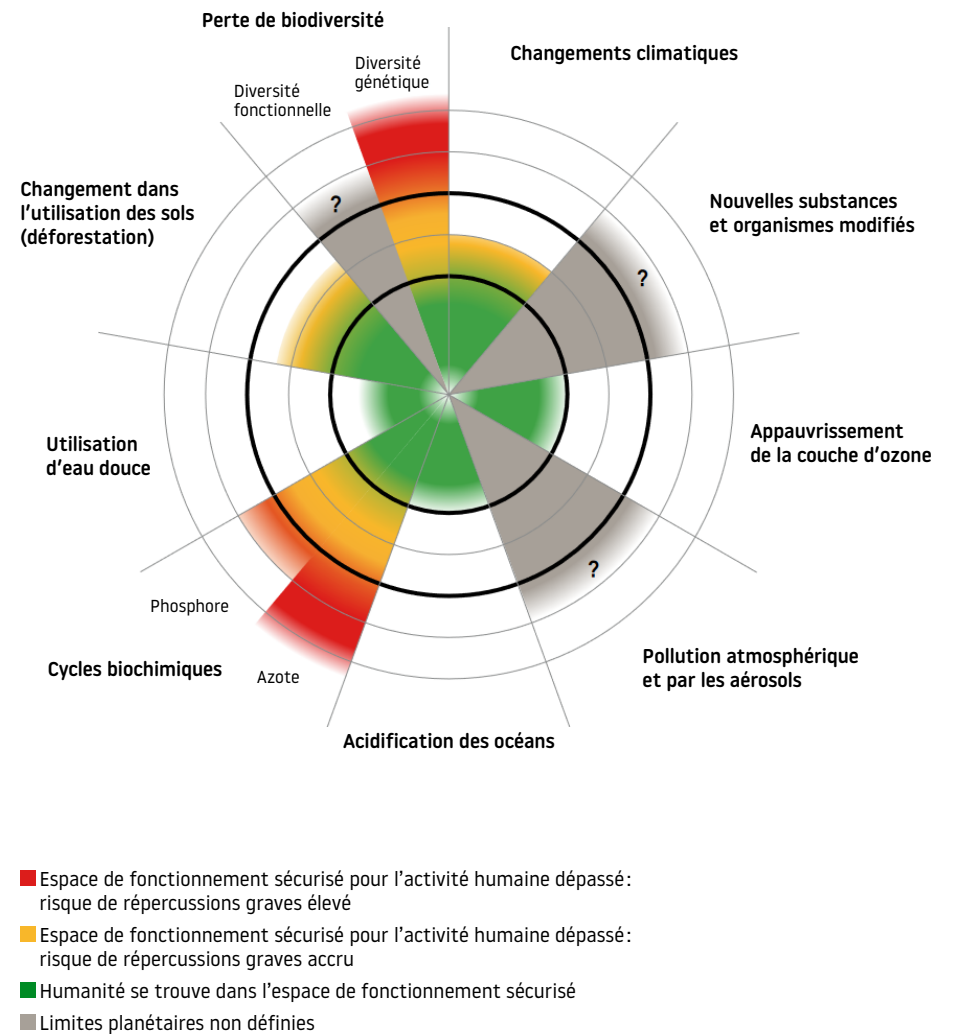 Perte de biodiversité
Changements climatiques
Diversité
génétique
Diversité
fonctionnelle
?
Changement dans
l'utilisation des sols
(déforestation)
Nouvelles substances
et organismes modifiés
?
Utilisation
d'eau douce
Appauvrissement
de la couche d'ozone
?
Phosphore
Cycles biochimiques
Azote
Pollution atmosphérique
et par les aérosols
Acidification des océans
Espace de fonctionnement sécurisé pour l'activité humaine dépassé:
risque de répercussions graves élevé
Espace de fonctionnement sécurisé pour l'activité humaine dépassé:
risque de répercussions graves accru
Humanité se trouve dans l'espace de fonctionnement sécurisé
Limites planétaires non définies